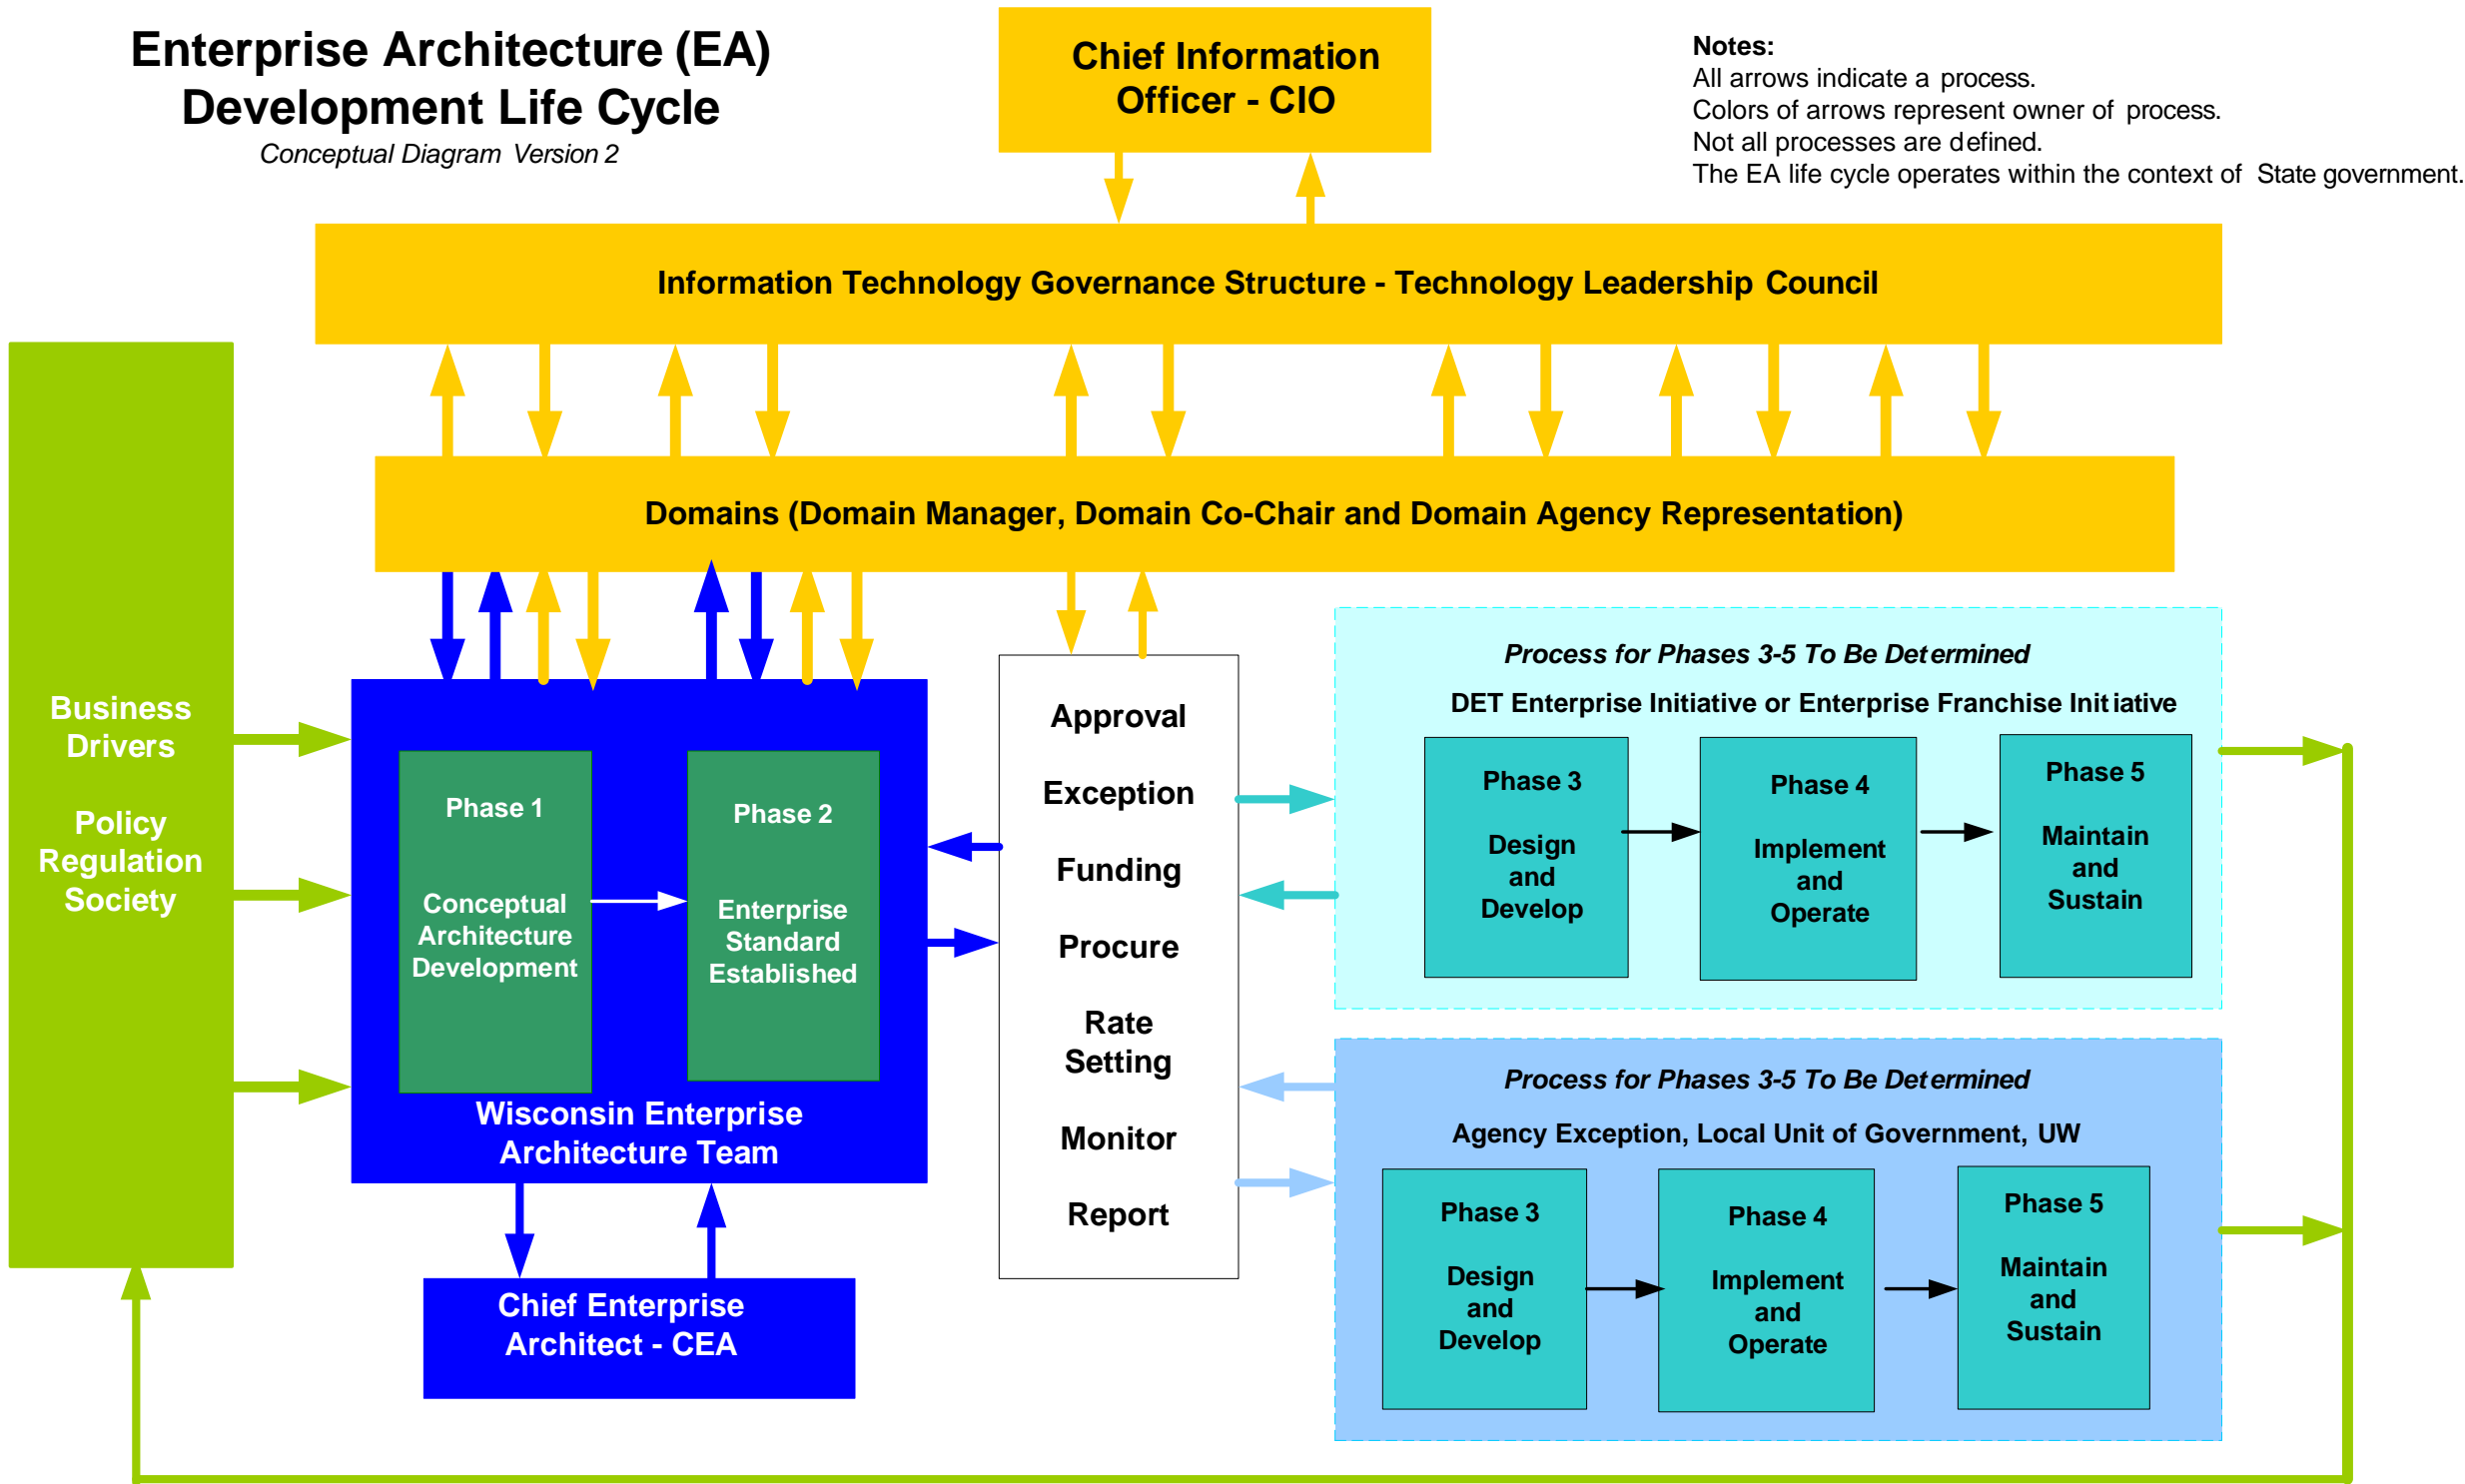 Enterprise Architecture (EA)
Development Life Cycle
Conceptual Diagram Version 2
Chief Information
Officer - CIO
Notes:
All arrows indicate a process.
Colors of arrows represent owner of process.
Not all processes are defined.
The EA life cycle operates within the context of State government.
Information Technology Governance Structure - Technology Leadership Council
Domains (Domain Manager, Domain Co-Chair and Domain Agency Representation)
Business
Drivers
Policy
Regulation
Society
Phase 1
Conceptual
Architecture
Development
Phase 2
Enterprise
Standard
Established
Wisconsin Enterprise
Architecture Team
Chief Enterprise
Architect - CEA
Approval
Exception
Funding
Procure
Rate
Setting
Monitor
Report
Process for Phases 3-5 To Be Determined
DET Enterprise Initiative or Enterprise Franchise Initiative
Phase 3
Design
and
Develop
Phase 4
Implement
and
Operate
Phase 5
Maintain
and
Sustain
Process for Phases 3-5 To Be Determined
Agency Exception, Local Unit of Government, UW
Phase 3
Design
and
Develop
Phase 4
Implement
and
Operate
Phase 5
Maintain
and
Sustain